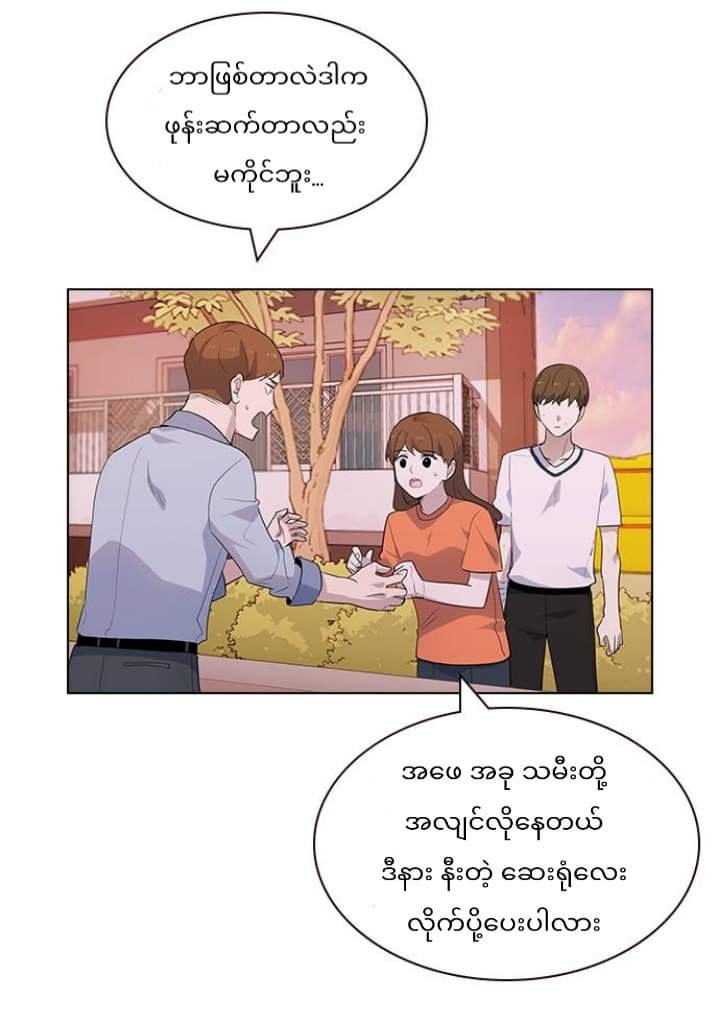 ဘာဖြစ်တာလဲဒါက
ဖုန်းဆက်တာလည်း
မကိုင်ဘူး...
အဖေ အခု သမီးတို့
အလျင်လိုနေတယ်
ဒီနား နီးတဲ့ ဆေးရုံလေး
လိုက်ပို့ပေးပါလား